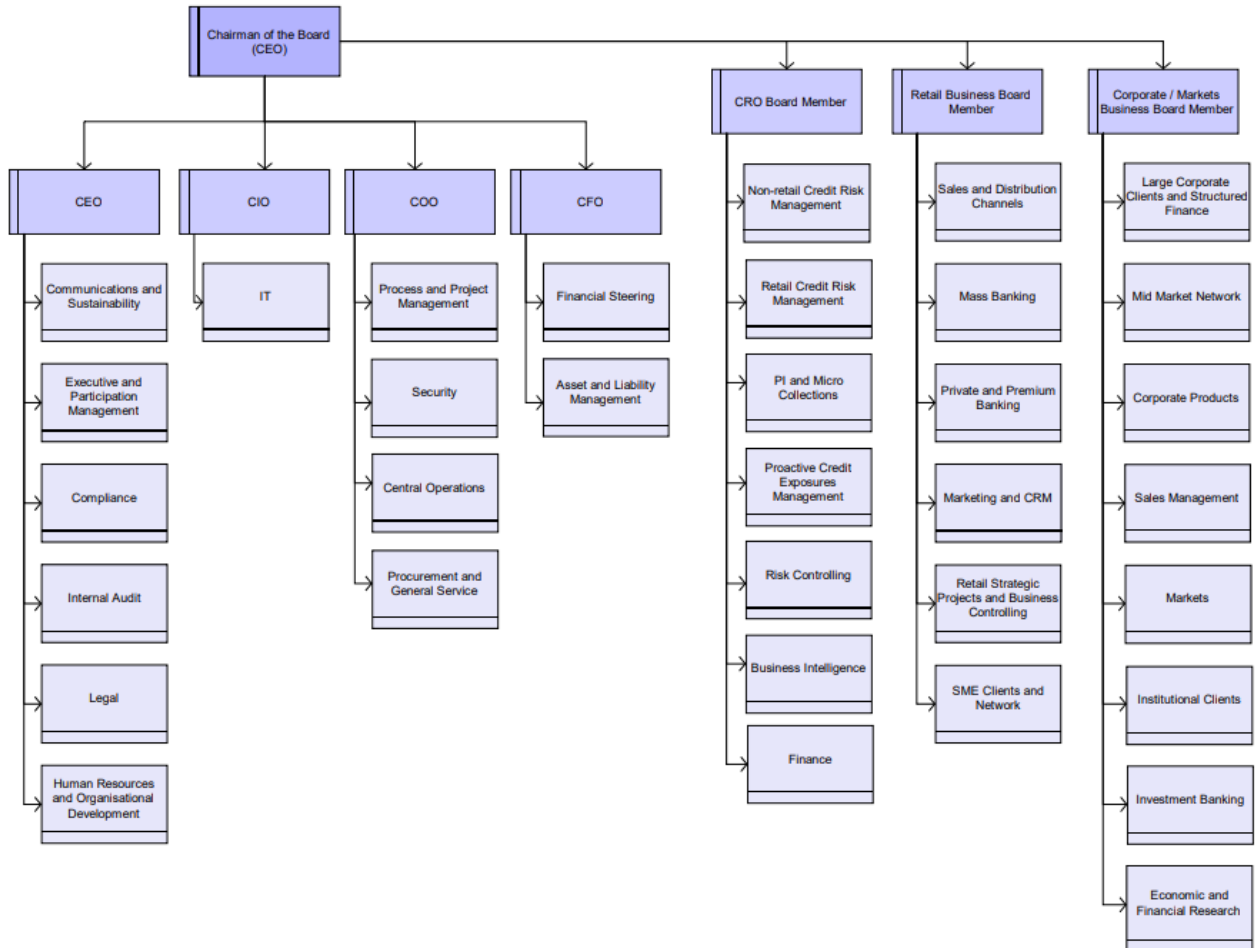 Chairman of the Board
(CEO)
CRO Board Member
Retail Business Board
Member
Corporate / Markets
Business Board Member
CEO
CIO
COO
CFO
Communications and
Sustainability
Executive and
Participation
Management
Compliance
Internal Audit
Legal
Human Resources
and Organisational
Development
IT
Process and Project
Management
Security
Central Operations
Procurement and
General Service
Financial Steering
Asset and Liability
Management
Non-retail Credit Risk
Management
Retail Credit Risk
Management
PI and Micro
Collections
Proactive Credit
Exposures
Management
Risk Controlling
Business Intelligence
Finance
Sales and Distribution
Channels
Mass Banking
Private and Premium
Banking
Marketing and CRM
Retail Strategic
Projects and Business
Controlling
SME Clients and
Network
Large Corporate
Clients and Structured
Finance
Mid Market Network
Corporate Products
Sales Management
Markets
Institutional Clients
Investment Banking
Economic and
Financial Research